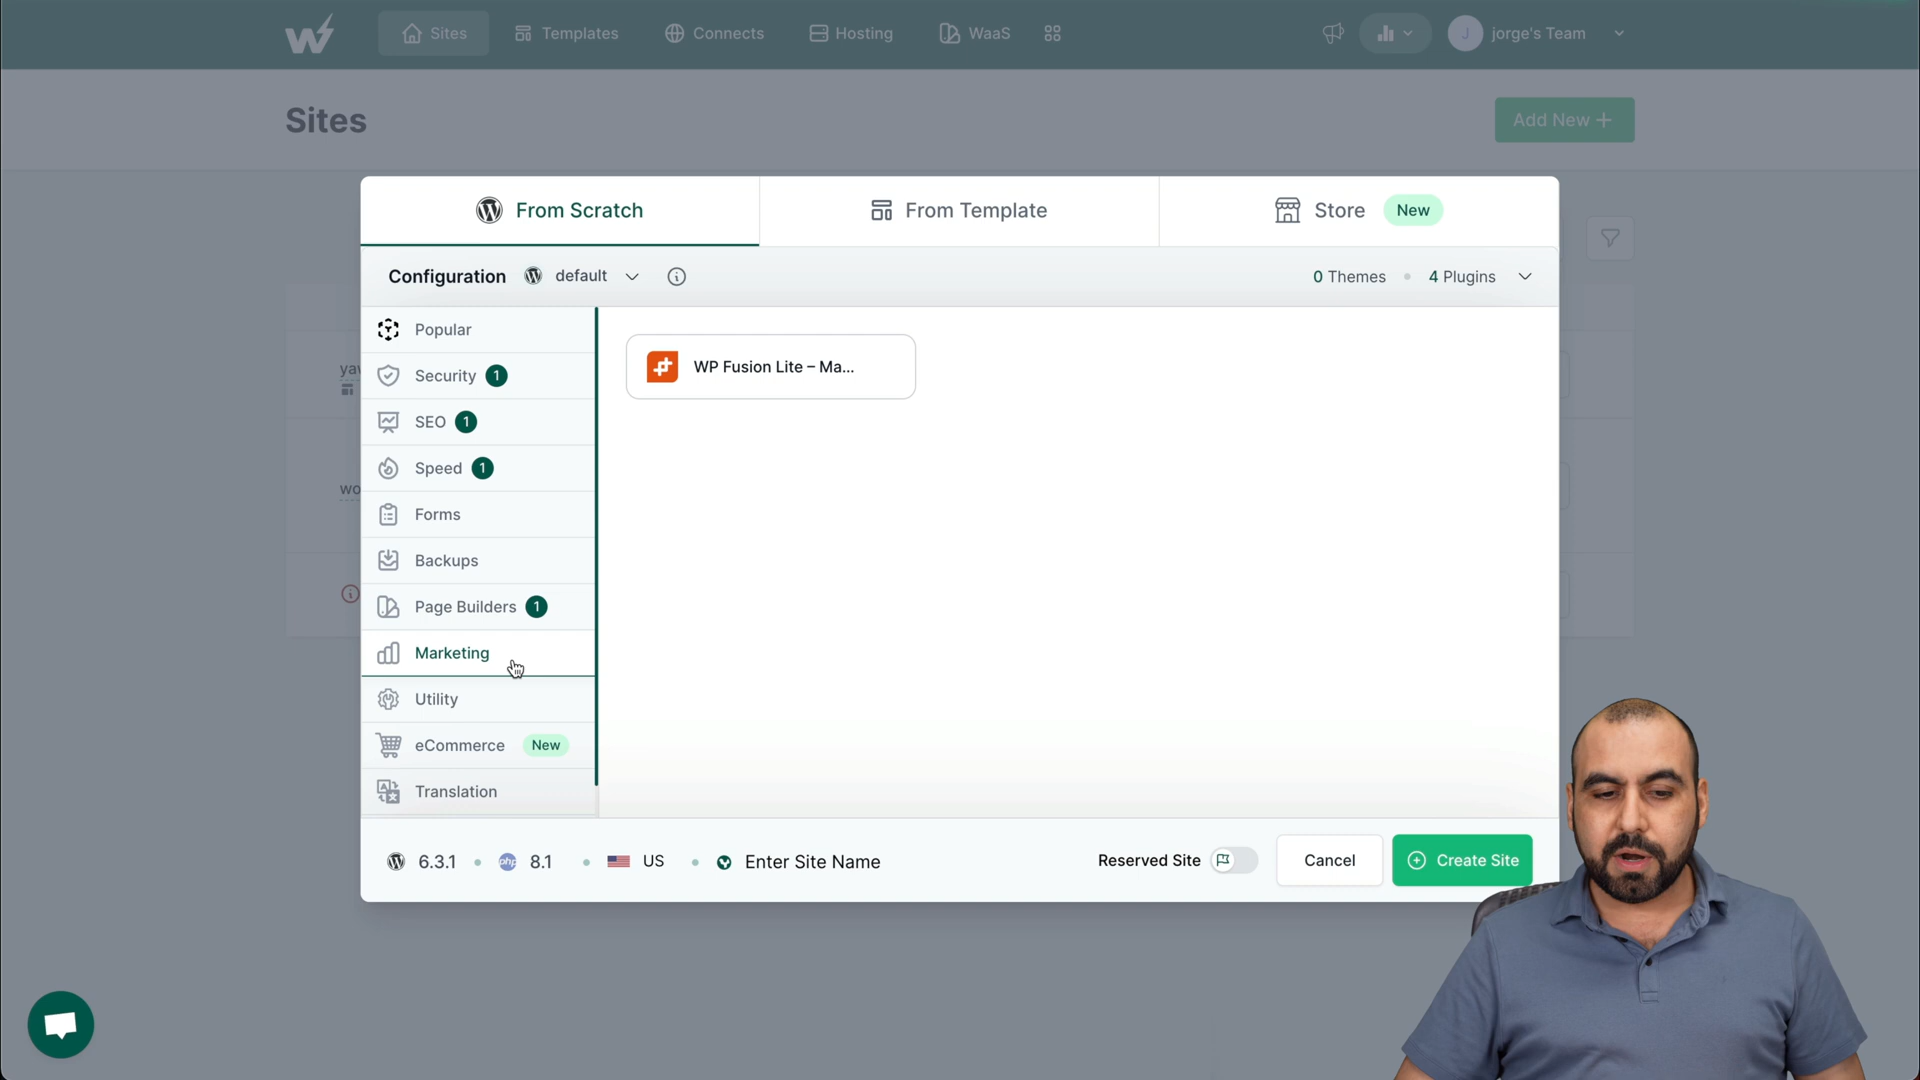 Sites
Templates
Connects
Hosting
WaaS
J
jorge's Team
Sites
Add New +
From Scratch
From Template
Store
New
Configuration
default
0 Themes
4 Plugins
Popular
Security
1
SEO
1
Speed
1
Forms
Backups
Page Builders
1
Marketing
Utility
eCommerce
New
Translation
WP Fusion Lite – Ma...
6.3.1
php
8.1
US
Enter Site Name
Reserved Site
Cancel
Create Site